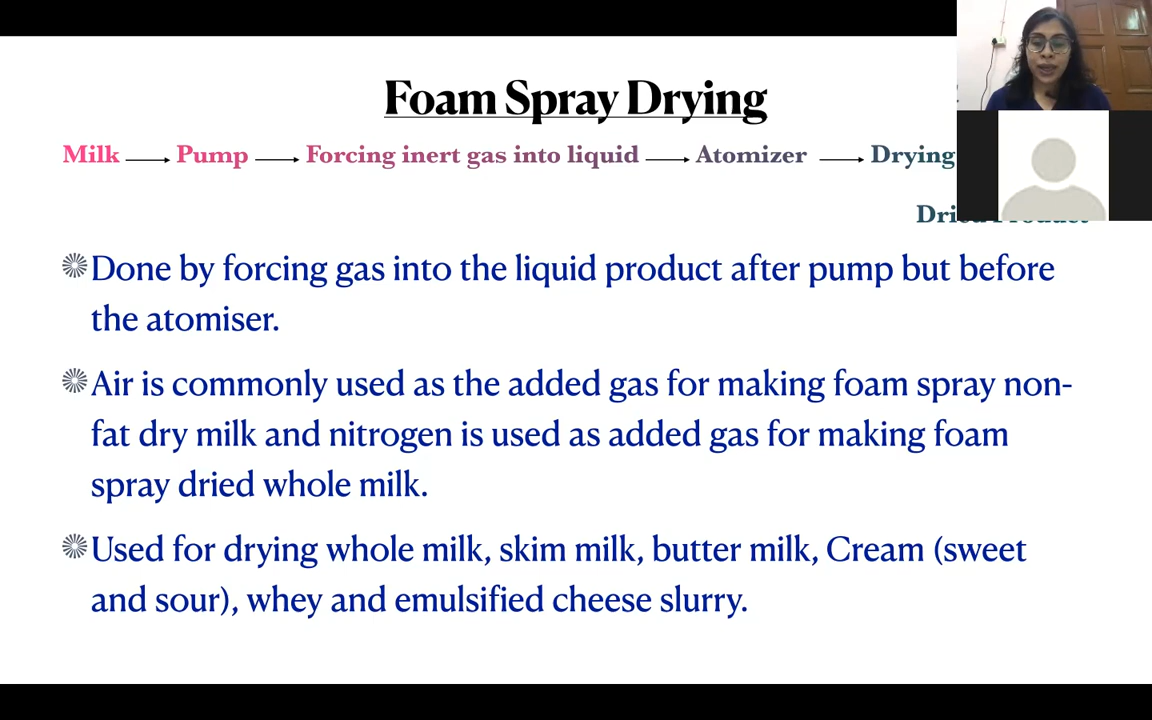 Foam Spray Drying
Milk → Pump → Forcing inert gas into liquid → Atomizer → Drying
Done by forcing gas into the liquid product after pump but before
the atomiser.
Air is commonly used as the added gas for making foam spray non-
fat dry milk and nitrogen is used as added gas for making foam
spray dried whole milk.
Used for drying whole milk, skim milk, butter milk, Cream (sweet
and sour), whey and emulsified cheese slurry.